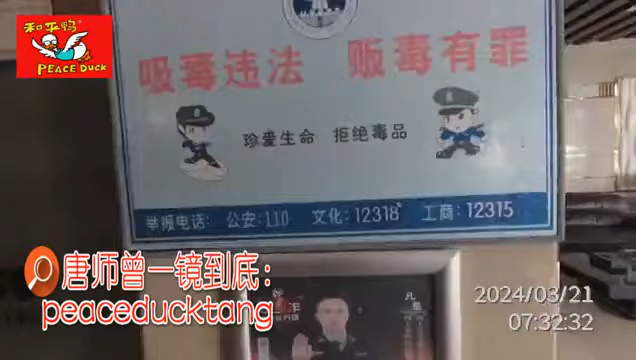 和平鸭
PEACE DUCK
吸毒违法 贩毒有罪
珍爱生命 拒绝毒品
举报电话: 公安:110 文化:12318 工商:12315
唐师曾一镜到底:
peaceducktang
2024/03/21
07:32:32